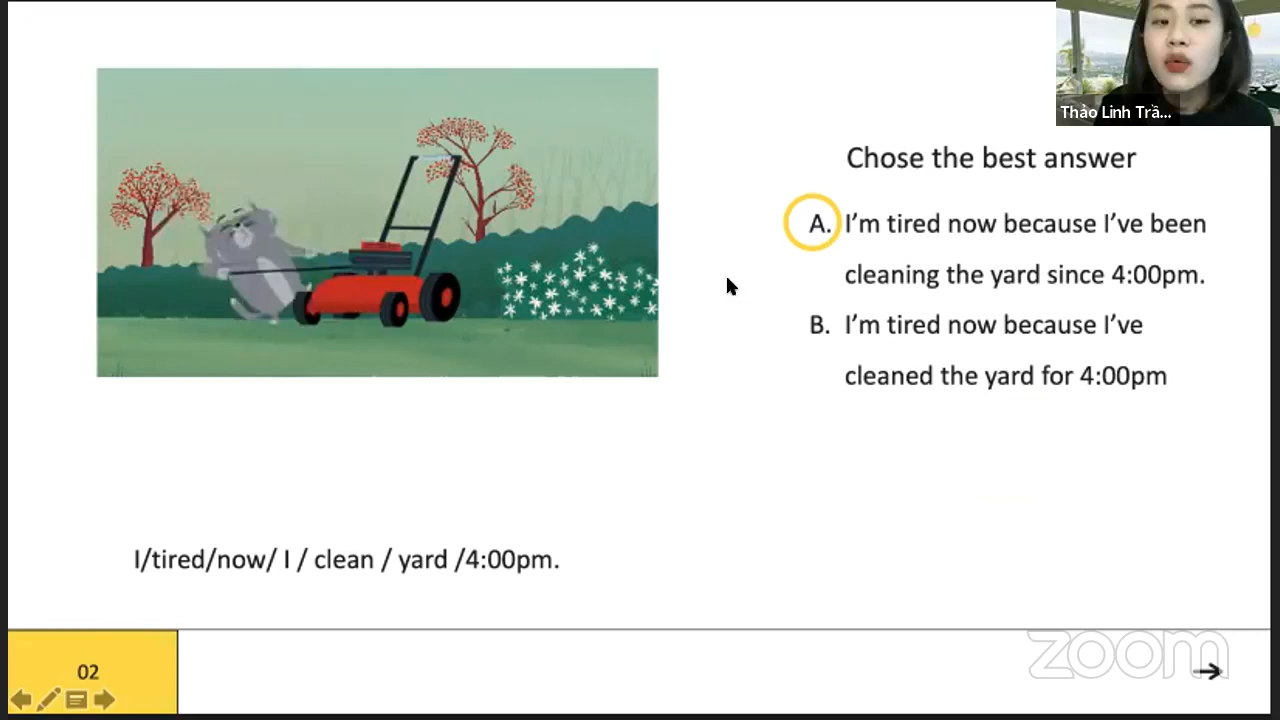 Thảo Linh Trầ...
Chose the best answer
A. I’m tired now because I’ve been
cleaning the yard since 4:00pm.
B. I’m tired now because I’ve
cleaned the yard for 4:00pm
I/tired/now/ I / clean / yard /4:00pm.
02
zoom